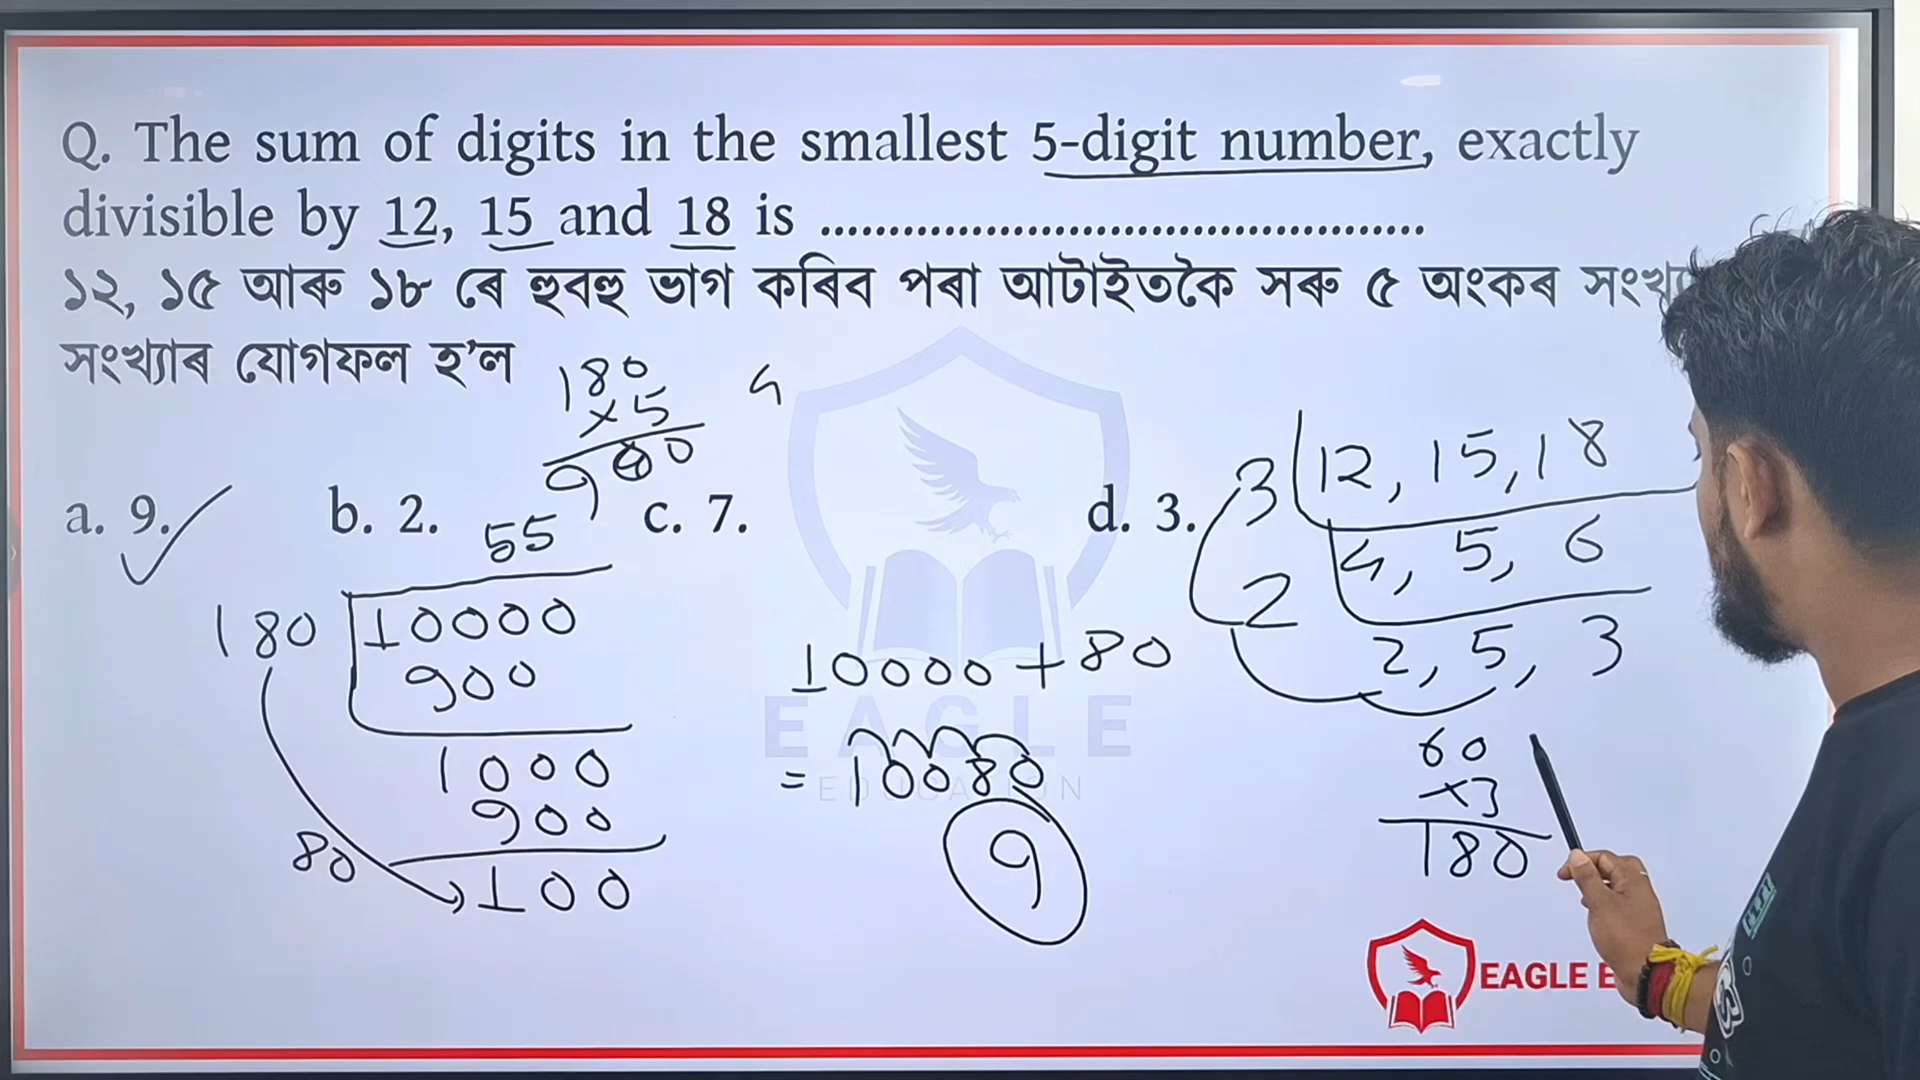 Q. The sum of digits in the smallest 5-digit number, exactly
divisible by 12, 15 and 18 is ............................................
১২, ১৫ আৰু ১৮ ৰে হুবহু ভাগ কৰিব পৰা আটাইতকৈ সৰু ৫ অংকৰ
সংখ্যাৰ যোগফল হ'ল
180
×5
900
4
a. 9. b. 2. c. 7. d. 3.
55
180 10000
900
1000
900
80 100
10000+80
= 10080
9
3 12, 15, 18
2 4, 5, 6
2, 5, 3
60
×3
180
EAGLE
EDUCATION
EAGLE E